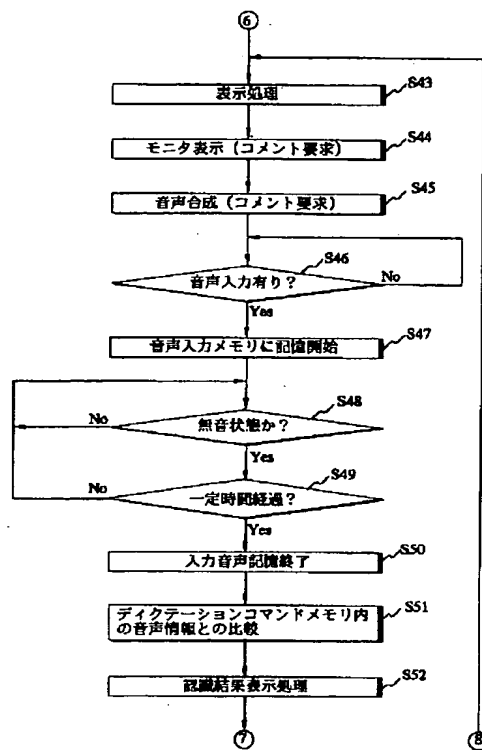 ⑥
表示処理
S43
モニタ表示（コメント要求）
S44
音声合成（コメント要求）
S45
音声入力有り？
S46
No
Yes
音声入力メモリに記憶開始
S47
無音状態か？
S48
No
Yes
一定時間経過？
S49
No
Yes
入力音声記憶終了
S50
ディクテーションコマンドメモリ内
の音声情報との比較
S51
認識結果表示処理
S52
⑦
⑧